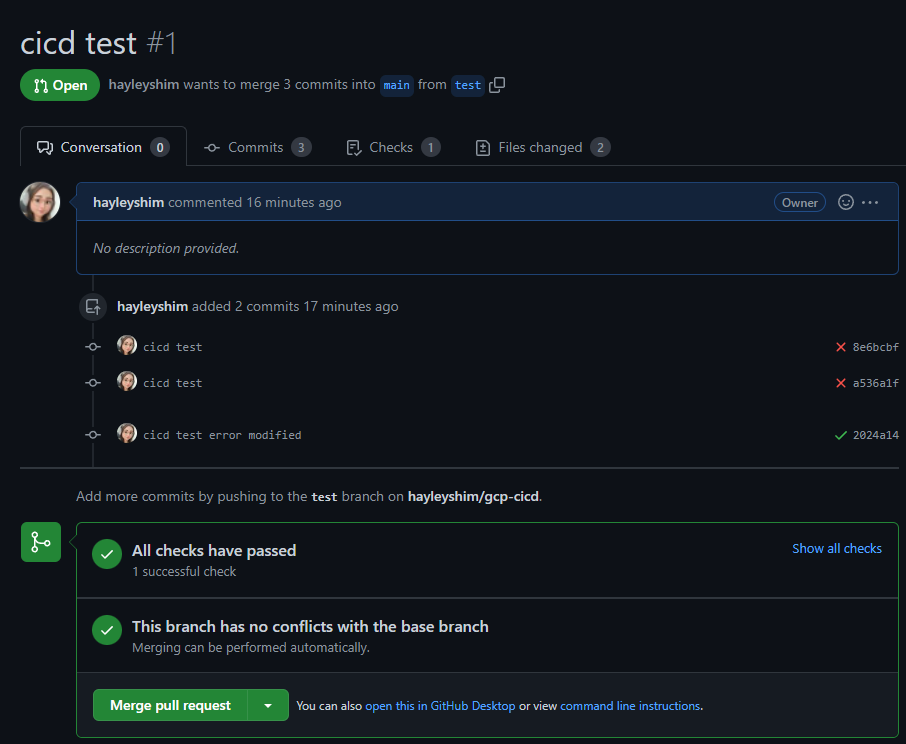 cicd test #1
Open hayleyshim wants to merge 3 commits into main from test
Conversation 0 Commits 3 Checks 1 Files changed 2
hayleyshim commented 16 minutes ago Owner
No description provided.
hayleyshim added 2 commits 17 minutes ago
cicd test 8e6bcbf
cicd test a536a1f
cicd test error modified 2024a14
Add more commits by pushing to the test branch on hayleyshim/gcp-cicd.
All checks have passed Show all checks
1 successful check
This branch has no conflicts with the base branch
Merging can be performed automatically.
Merge pull request You can also open this in GitHub Desktop or view command line instructions.